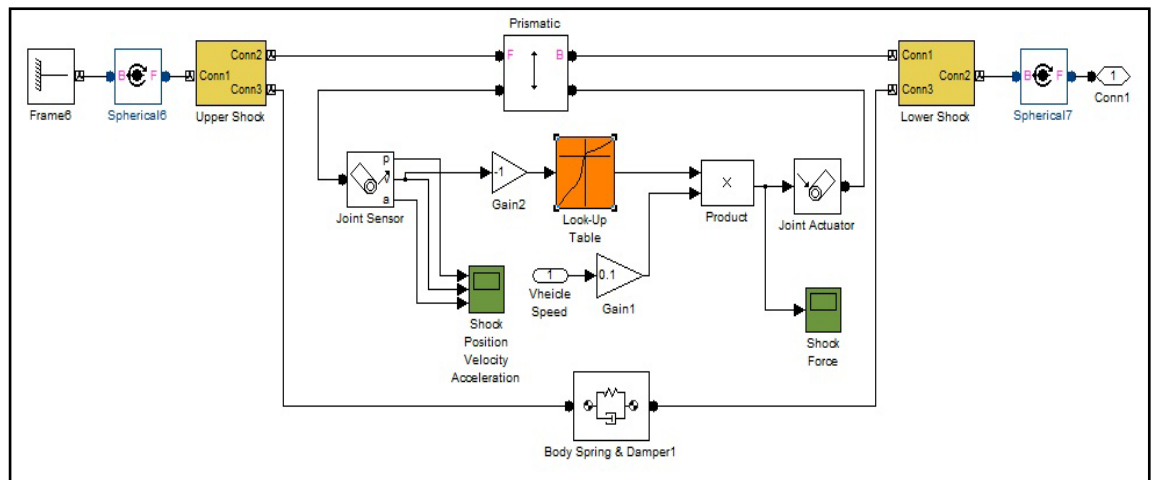 Prismatic
F
B
Conn2
Conn1
Conn3
Upper Shock
Frame6
B
F
Spherical6
Conn1
Conn2
Conn3
Lower Shock
B
F
Spherical7
1
Conn1
p
v
a
Joint Sensor
-1
Gain2
Look-Up
Table
X
Product
Joint Actuator
1
Vheicle
Speed
0.1
Gain1
Shock
Position
Velocity
Acceleration
Shock
Force
Body Spring & Damper1